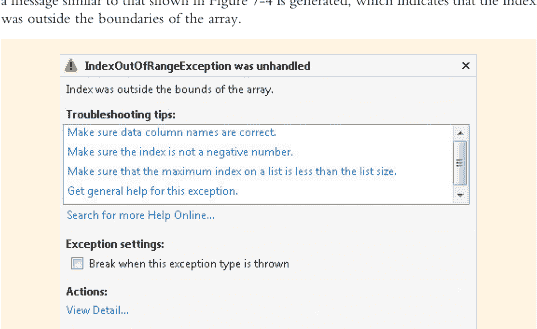 a message similar to that shown in Figure 7-4 is generated, which indicates that the index
was outside the boundaries of the array.
IndexOutOfRangeException was unhandled
Index was outside the bounds of the array.
Troubleshooting tips:
Make sure data column names are correct.
Make sure the index is not a negative number.
Make sure that the maximum index on a list is less than the list size.
Get general help for this exception.
Search for more Help Online...
Exception settings:
Break when this exception type is thrown
Actions:
View Detail...